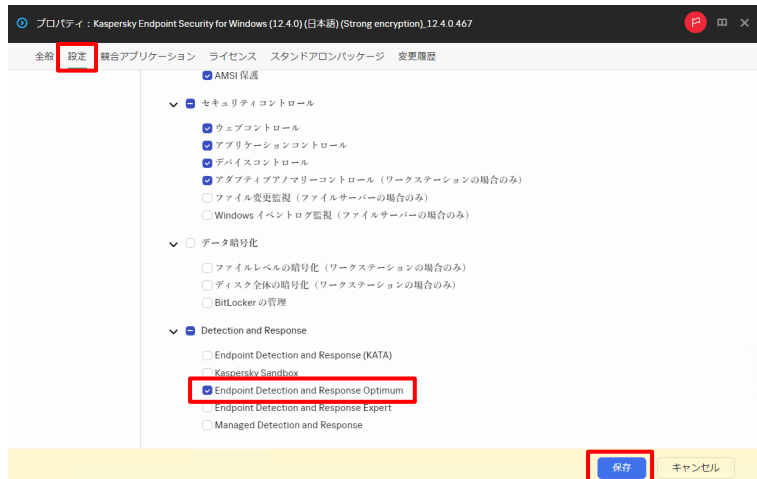 プロパティ：Kaspersky Endpoint Security for Windows (12.4.0) (日本語) (Strong encryption)_12.4.0.467
全般 設定 競合アプリケーション ライセンス スタンドアロンパッケージ 変更履歴
AMSI 保護
セキュリティコントロール
ウェブコントロール
アプリケーションコントロール
デバイスコントロール
アダプティブアノマリーコントロール（ワークステーションの場合のみ）
ファイル変更監視（ファイルサーバーの場合のみ）
Windows イベントログ監視（ファイルサーバーの場合のみ）
データ暗号化
ファイルレベルの暗号化（ワークステーションの場合のみ）
ディスク全体の暗号化（ワークステーションの場合のみ）
BitLocker の管理
Detection and Response
Endpoint Detection and Response (KATA)
Kaspersky Sandbox
Endpoint Detection and Response Optimum
Endpoint Detection and Response Expert
Managed Detection and Response
保存 キャンセル